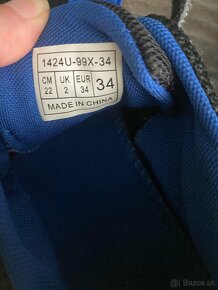 1424U-99X-34
CM UK EUR 34
22 2 34
MADE IN CHINA
Bazos.sk